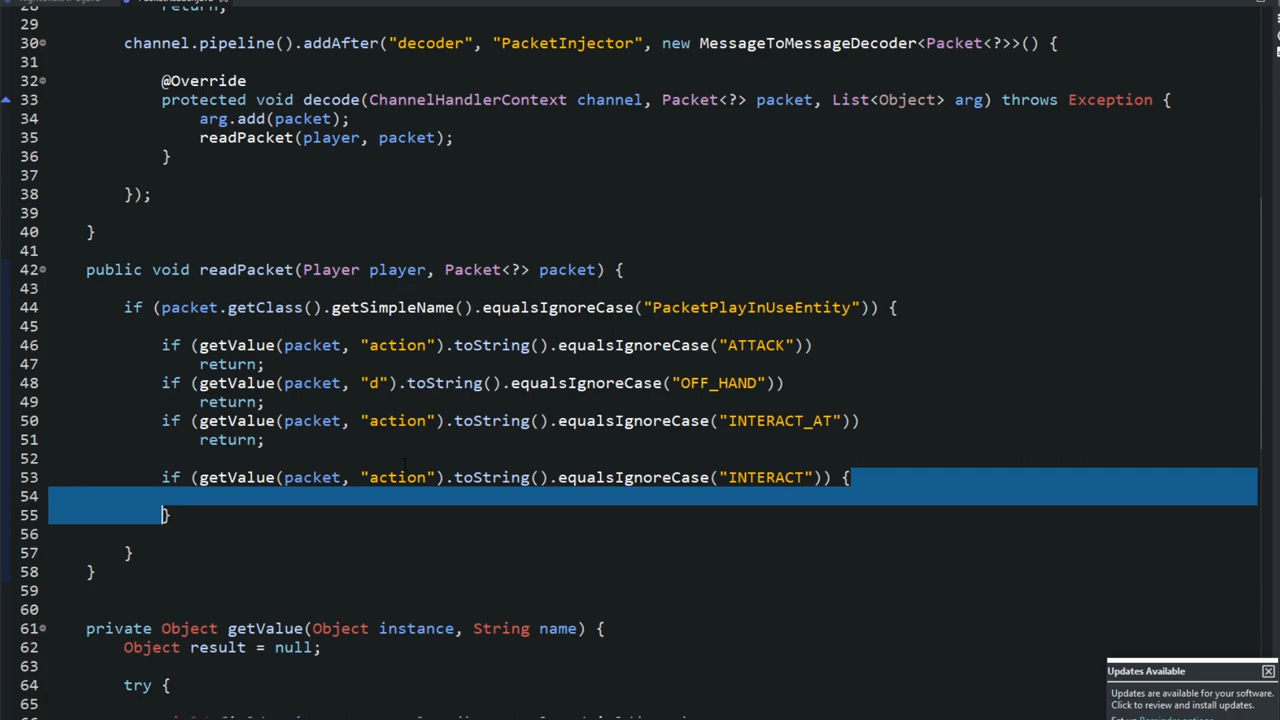 28 return;
29
30 channel.pipeline().addAfter("decoder", "PacketInjector", new MessageToMessageDecoder<Packet<?>>() {
31
32 @Override
33 protected void decode(ChannelHandlerContext channel, Packet<?> packet, List<Object> arg) throws Exception {
34 arg.add(packet);
35 readPacket(player, packet);
36 }
37
38 });
39
40 }
41
42 public void readPacket(Player player, Packet<?> packet) {
43
44 if (packet.getClass().getSimpleName().equalsIgnoreCase("PacketPlayInUseEntity")) {
45
46 if (getValue(packet, "action").toString().equalsIgnoreCase("ATTACK"))
47 return;
48 if (getValue(packet, "d").toString().equalsIgnoreCase("OFF_HAND"))
49 return;
50 if (getValue(packet, "action").toString().equalsIgnoreCase("INTERACT_AT"))
51 return;
52
53 if (getValue(packet, "action").toString().equalsIgnoreCase("INTERACT")) {
54
55 }
56
57 }
58 }
59
60
61 private Object getValue(Object instance, String name) {
62 Object result = null;
63
64 try {
65
Updates Available
Updates are available for your software.
Click to review and install updates.